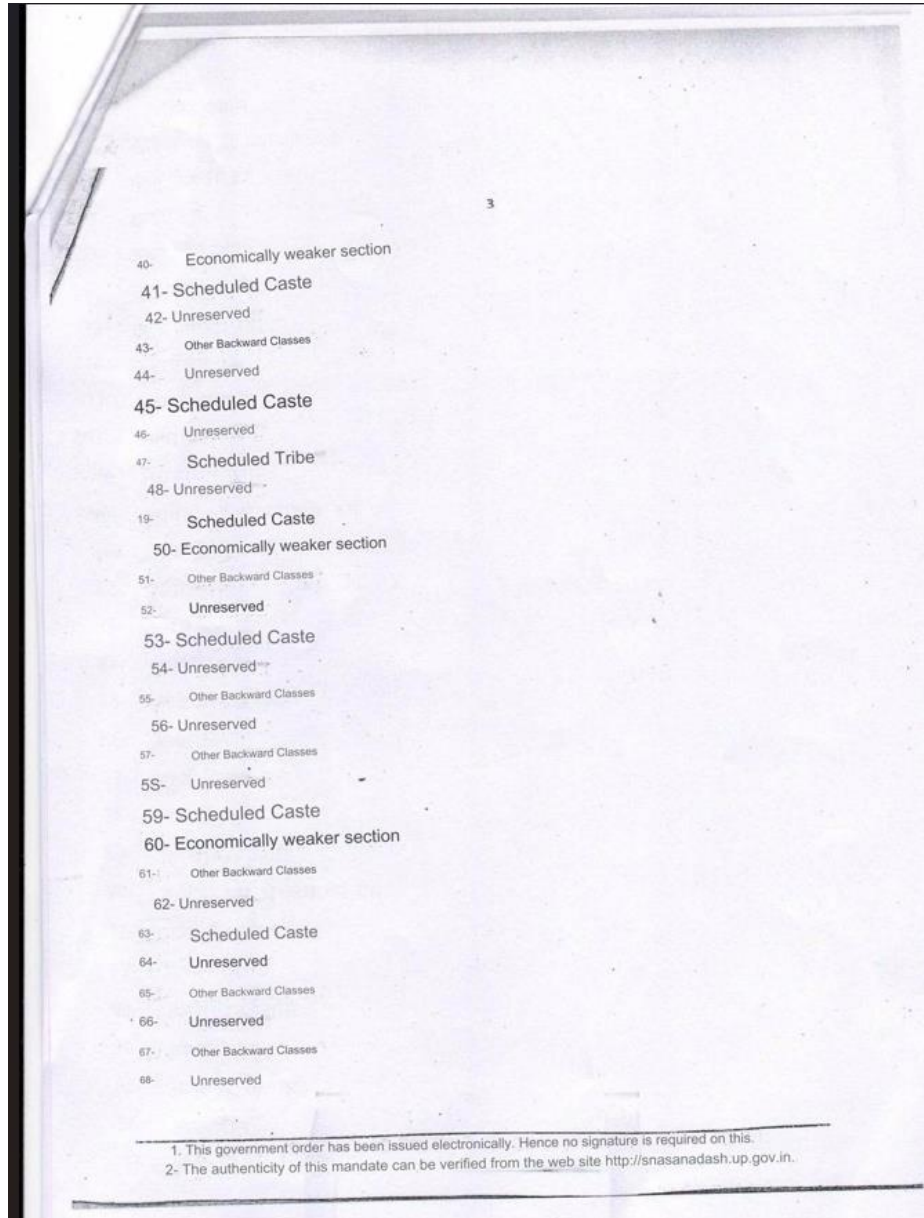 3
40- Economically weaker section
41- Scheduled Caste
42- Unreserved
43- Other Backward Classes
44- Unreserved
45- Scheduled Caste
46- Unreserved
47- Scheduled Tribe
48- Unreserved
19- Scheduled Caste
50- Economically weaker section
51- Other Backward Classes
52- Unreserved
53- Scheduled Caste
54- Unreserved
55- Other Backward Classes
56- Unreserved
57- Other Backward Classes
5S- Unreserved
59- Scheduled Caste
60- Economically weaker section
61- Other Backward Classes
62- Unreserved
63- Scheduled Caste
64- Unreserved
65- Other Backward Classes
66- Unreserved
67- Other Backward Classes
68- Unreserved
1. This government order has been issued electronically. Hence no signature is required on this.
2- The authenticity of this mandate can be verified from the web site http://snasanadash.up.gov.in.